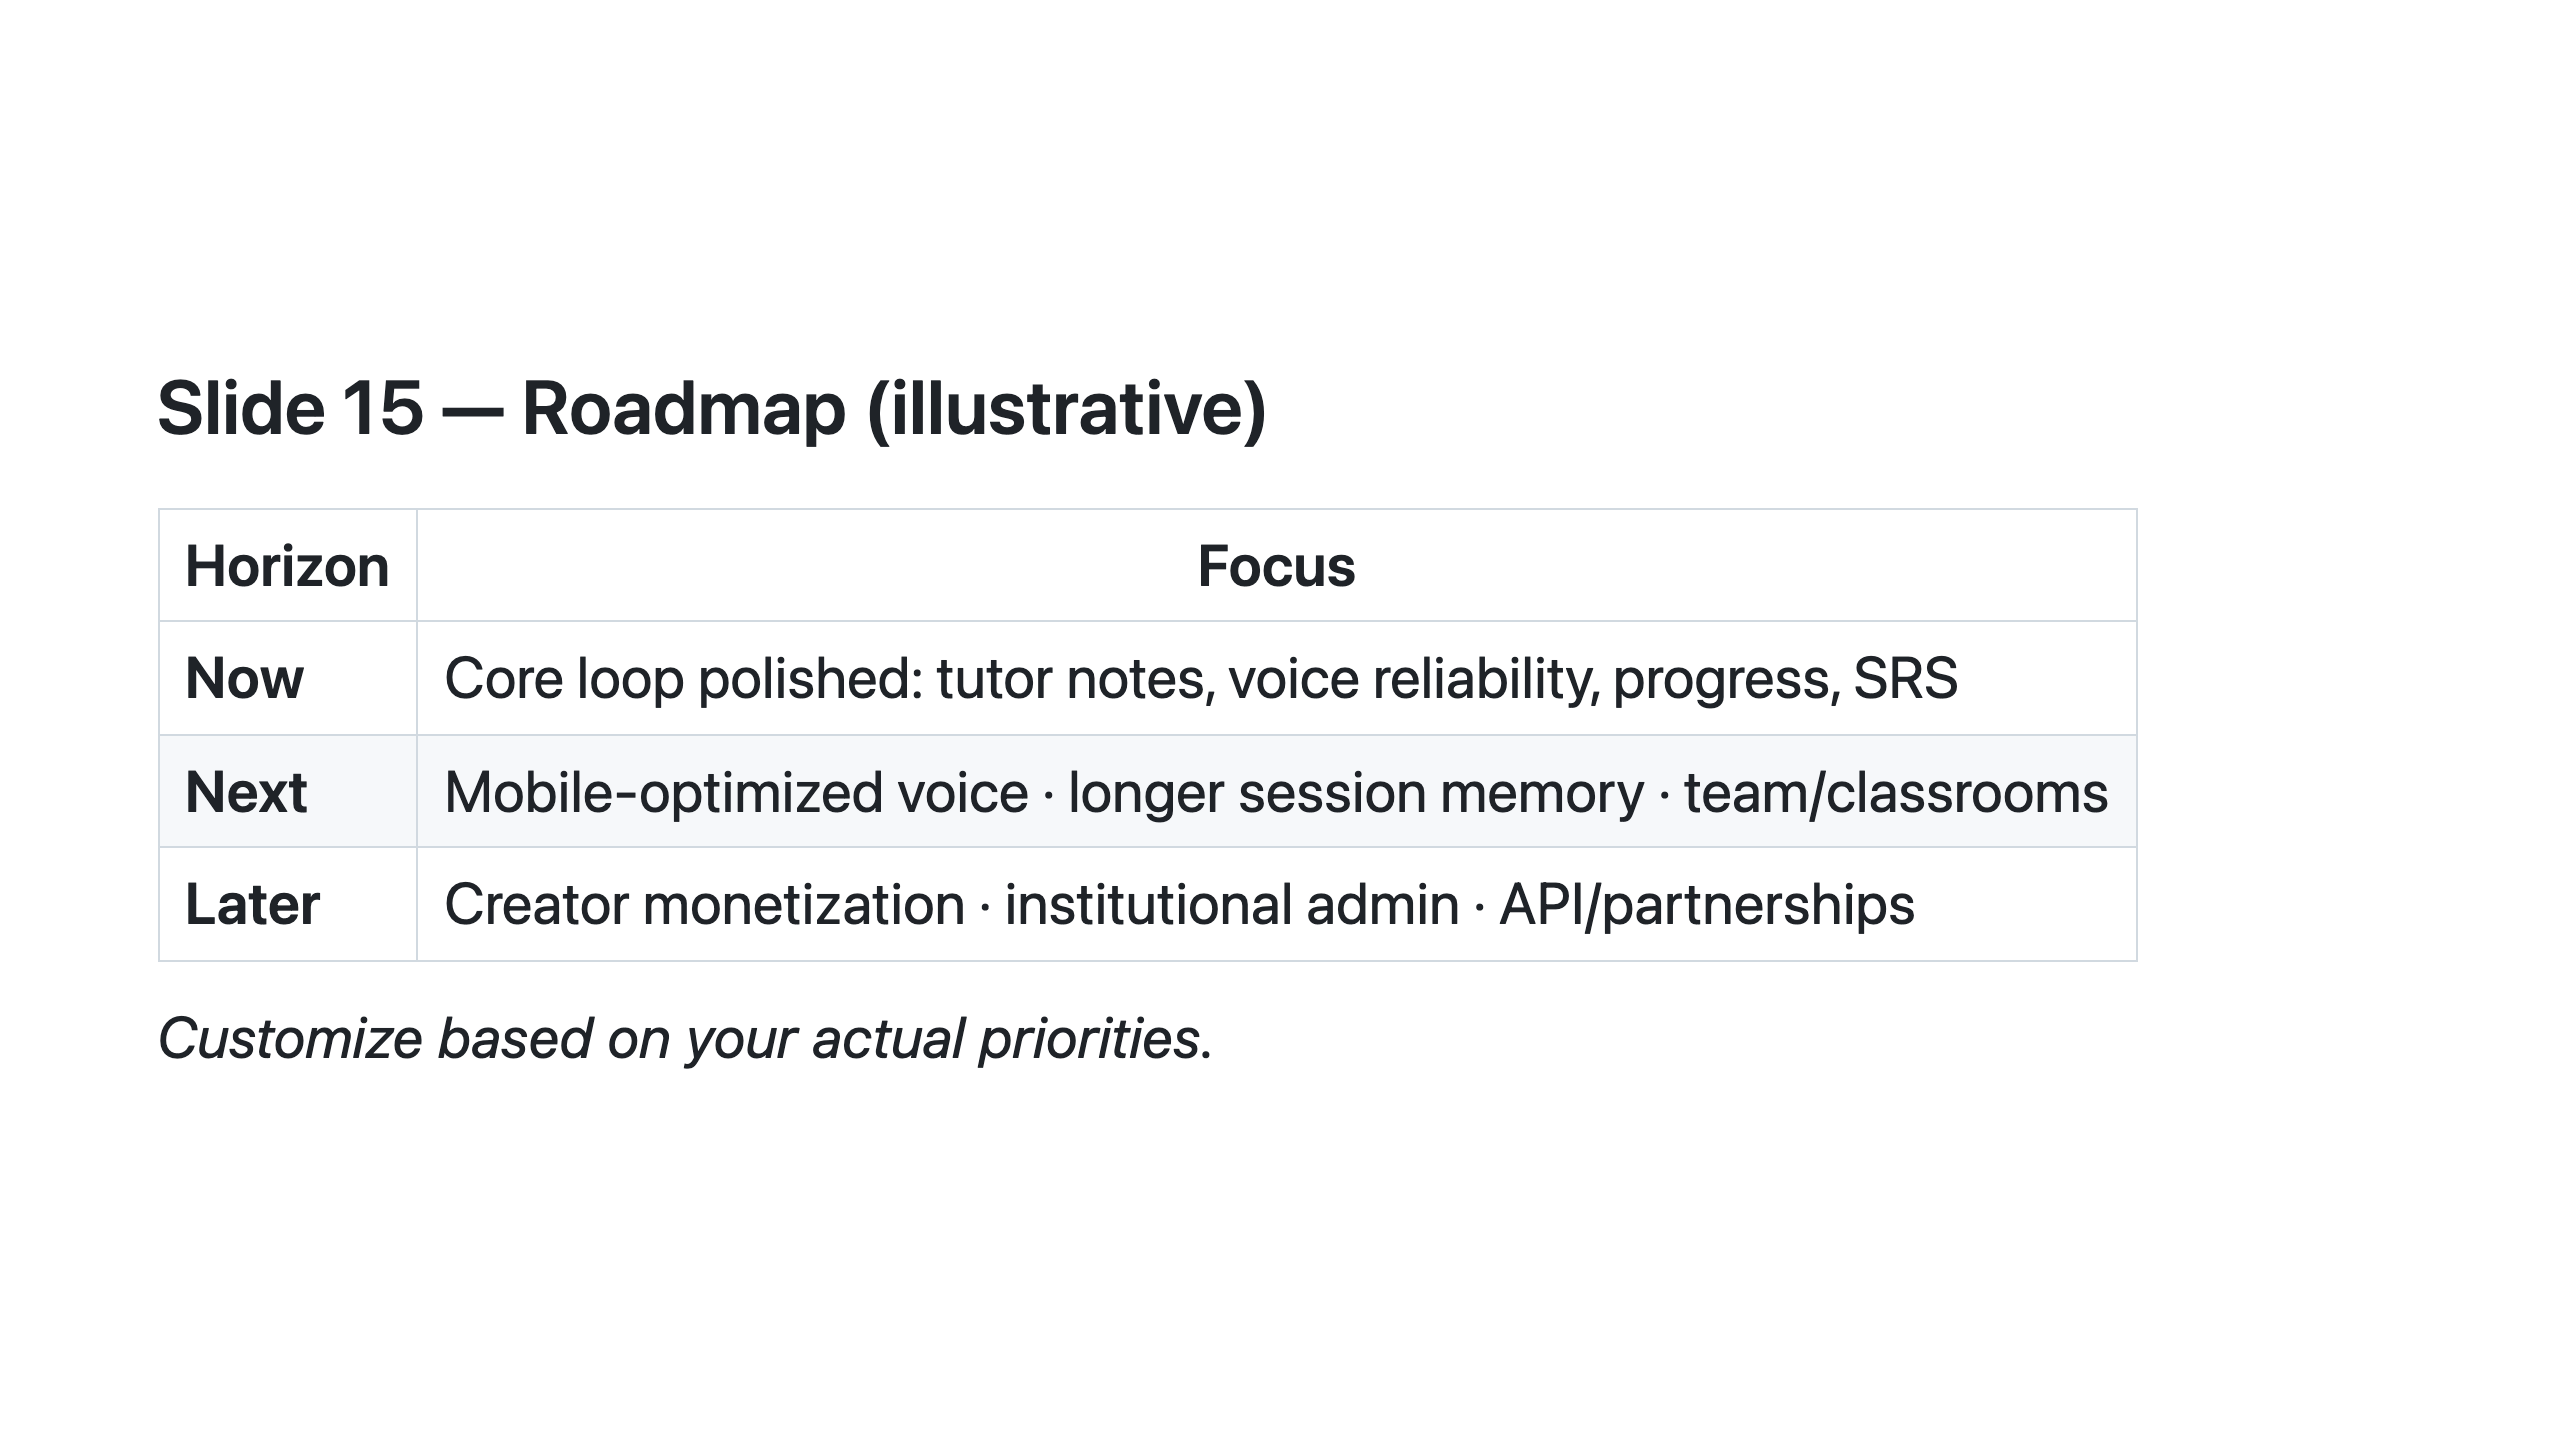 Slide 15 — Roadmap (illustrative)
Horizon Focus
Now Core loop polished: tutor notes, voice reliability, progress, SRS
Next Mobile-optimized voice · longer session memory · team/classrooms
Later Creator monetization · institutional admin · API/partnerships
Customize based on your actual priorities.